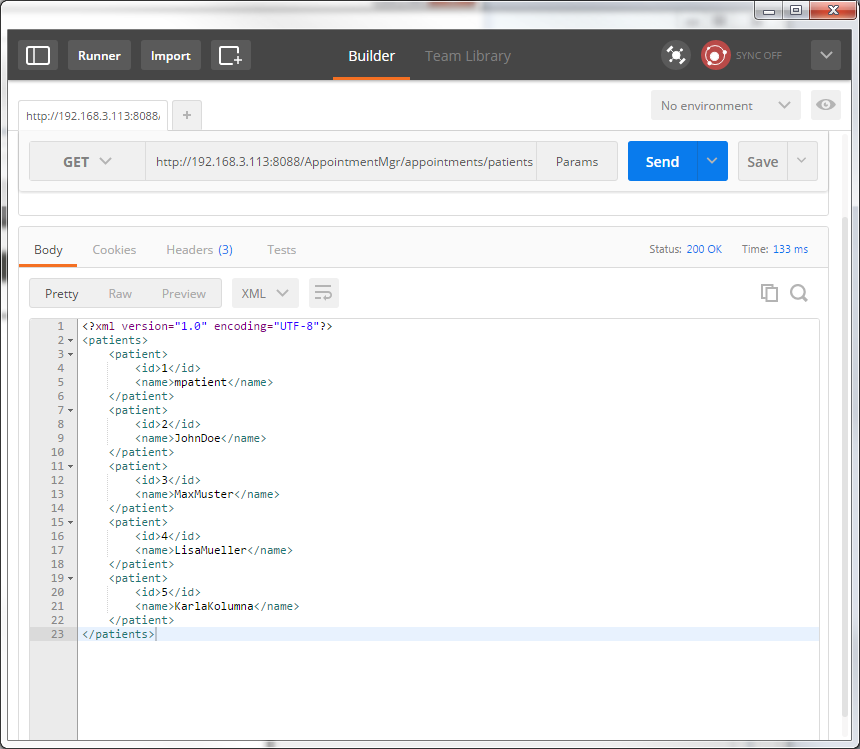 Runner Import Builder Team Library SYNC OFF
http://192.168.3.113:8088/ + No environment
GET http://192.168.3.113:8088/AppointmentMgr/appointments/patients Params Send Save
Body Cookies Headers (3) Tests Status: 200 OK Time: 133 ms
Pretty Raw Preview XML
1 <?xml version="1.0" encoding="UTF-8"?>
2 <patients>
3 <patient>
4 <id>1</id>
5 <name>mpatient</name>
6 </patient>
7 <patient>
8 <id>2</id>
9 <name>JohnDoe</name>
10 </patient>
11 <patient>
12 <id>3</id>
13 <name>MaxMuster</name>
14 </patient>
15 <patient>
16 <id>4</id>
17 <name>LisaMueller</name>
18 </patient>
19 <patient>
20 <id>5</id>
21 <name>KarlaKolumna</name>
22 </patient>
23 </patients>